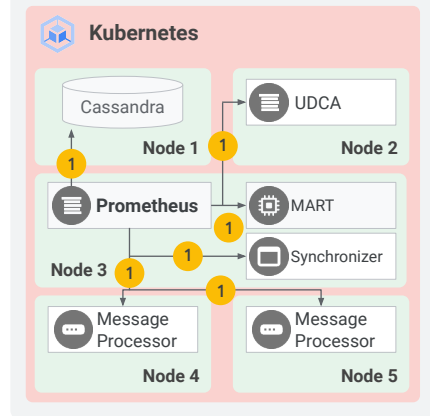 Kubernetes
Cassandra
UDCA
Node 1
Node 2
1
1
Prometheus
MART
1
Synchronizer
1
Node 3
1
1
Message
Processor
Message
Processor
Node 4
Node 5